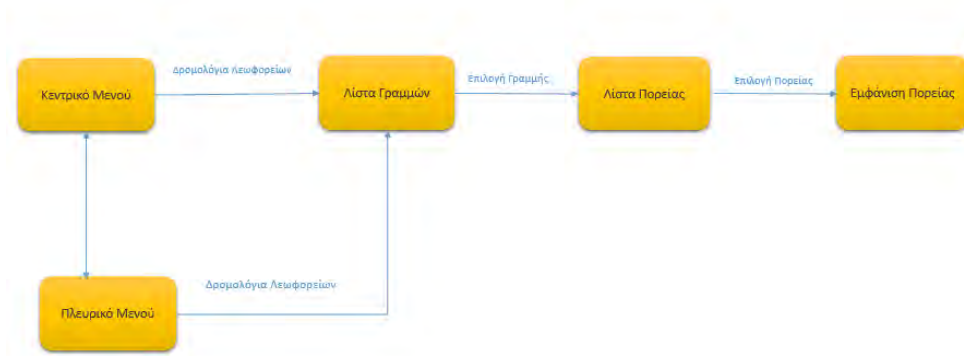 Δρομολόγια Λεωφορείων
Επιλογή Γραμμής
Επιλογή Πορείας
Κεντρικό Μενού
Λίστα Γραμμών
Λίστα Πορείας
Εμφάνιση Πορείας
Δρομολόγια Λεωφορείων
Πλευρικό Μενού